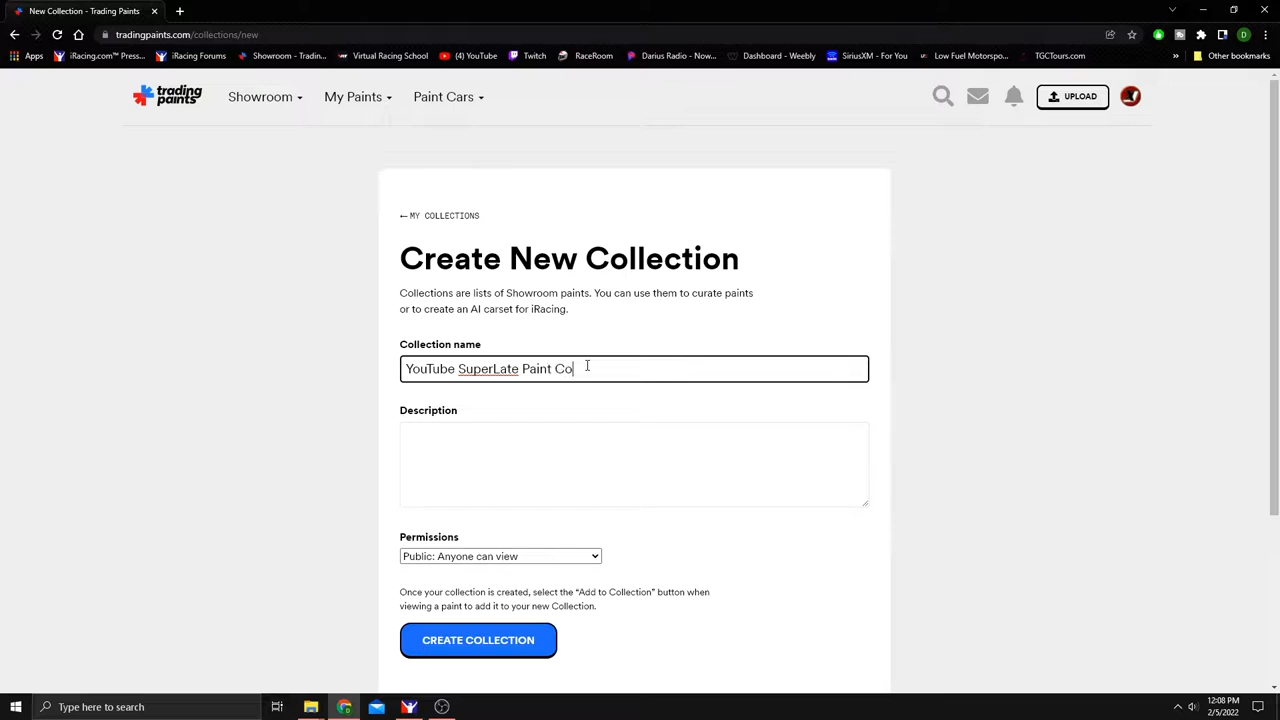 New Collection - Trading Paints
tradingpaints.com/collections/new
Apps
iRacing.com™ Press...
iRacing Forums
Showroom - Tradin...
Virtual Racing School
(4) YouTube
Twitch
RaceRoom
Darius Radio - Now...
Dashboard - Weekly
SiriusXM - For You
Low Fuel Motorspo...
TGCTours.com
»
Other bookmarks
trading paints
Showroom
My Paints
Paint Cars
UPLOAD
← MY COLLECTIONS
Create New Collection
Collections are lists of Showroom paints. You can use them to curate paints
or to create an AI carset for iRacing.
Collection name
YouTube SuperLate Paint Co
Description
Permissions
Public: Anyone can view
Once your collection is created, select the “Add to Collection” button when
viewing a paint to add it to your new Collection.
CREATE COLLECTION
Type here to search
12:08 PM
2/5/2022